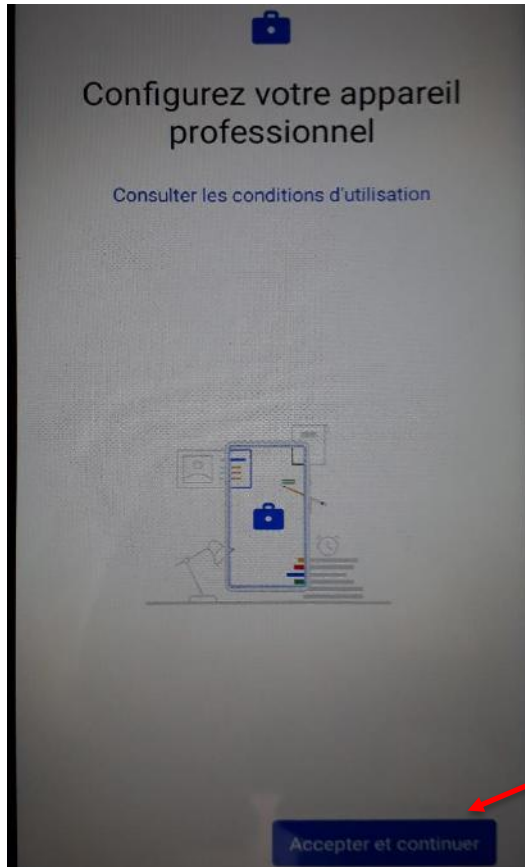 Configurez votre appareil
professionnel
Consulter les conditions d'utilisation
Accepter et continuer